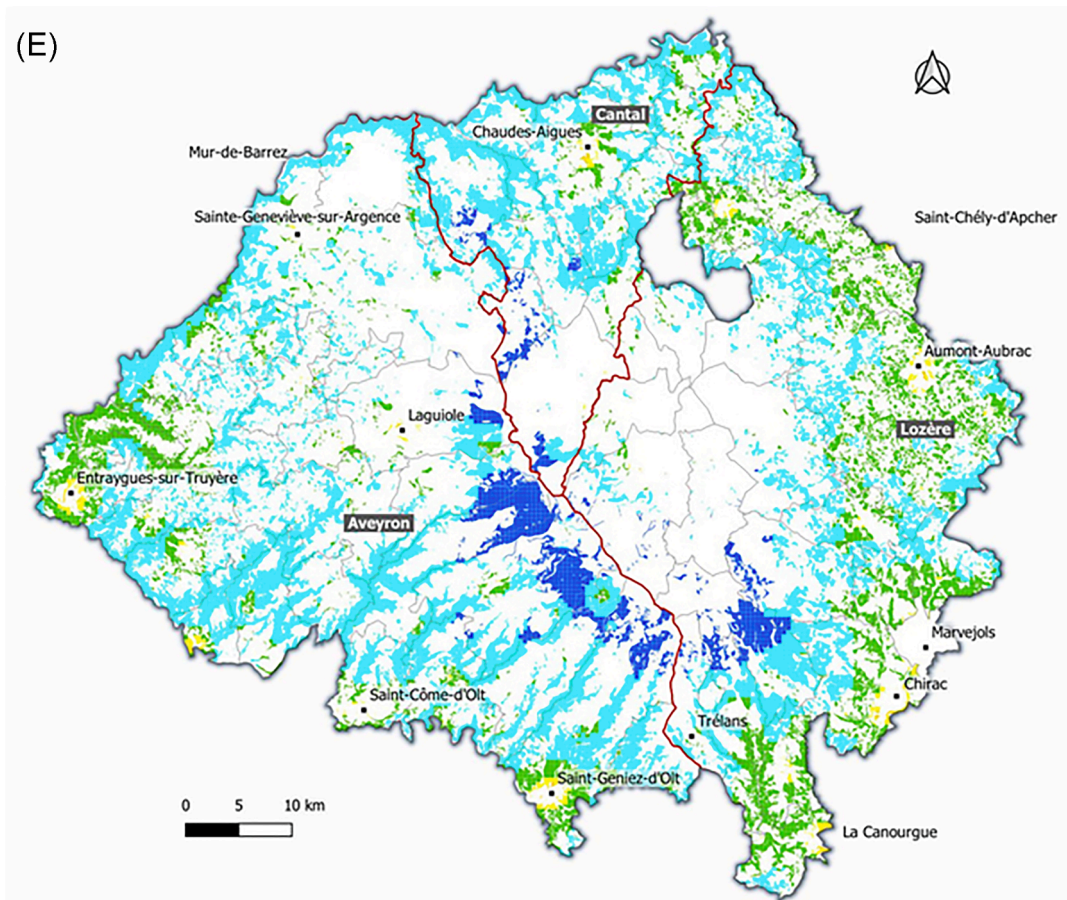 (E)
Cantal
Chaudes-Aigues
Mur-de-Barrez
Sainte-Geneviève-sur-Argence
Saint-Chély-d'Apcher
Aumont-Aubrac
Laguiole
Lozère
Entraygues-sur-Truyère
Aveyron
Marvejols
Chirac
Saint-Côme-d'Olt
Trélans
Saint-Geniez-d'Olt
0 5 10 km
La Canourgue